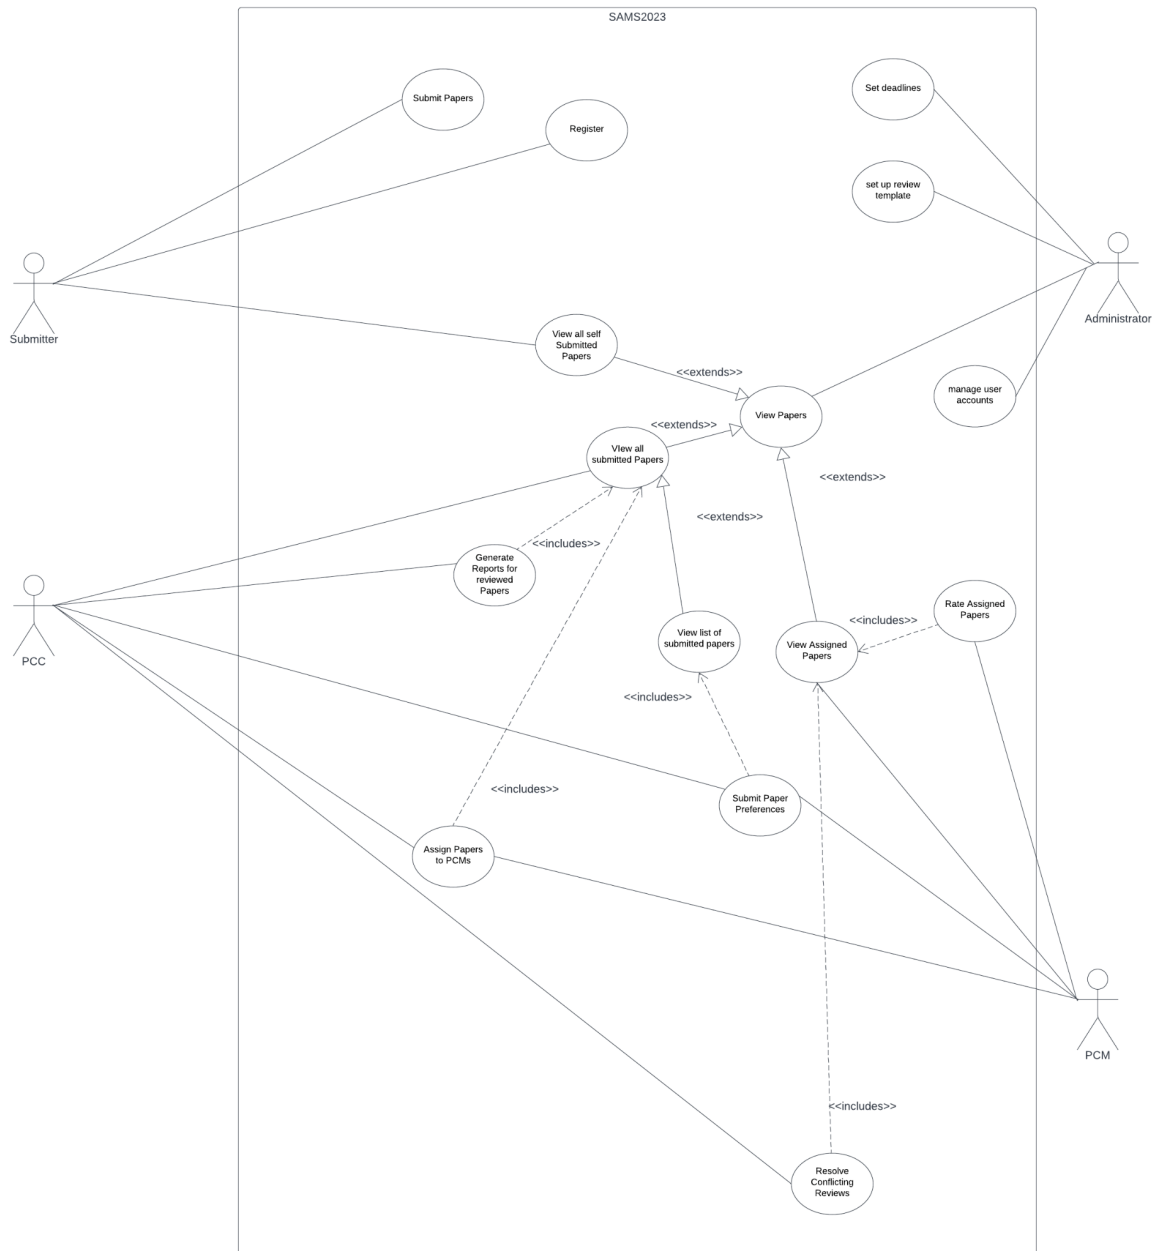 SAMS2023
Set deadlines
Submit Papers
Register
set up review
template
Submitter
Administrator
View all self
Submitted
Papers
<<extends>>
manage user
accounts
View Papers
<<extends>>
VIew all
submitted Papers
<<extends>>
<<extends>>
<<includes>>
Generate
Reports for
reviewed
Papers
Rate Assigned
Papers
<<includes>>
View list of
submitted papers
View Assigned
Papers
PCC
<<includes>>
<<includes>>
Submit Paper
Preferences
Assign Papers
to PCMs
PCM
<<includes>>
Resolve
Conflicting
Reviews